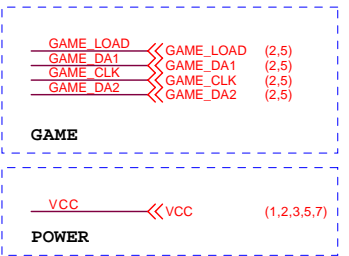 GAME_LOAD GAME_LOAD (2,5)
GAME_DA1 GAME_DA1 (2,5)
GAME_CLK GAME_CLK (2,5)
GAME_DA2 GAME_DA2 (2,5)
GAME
VCC VCC (1,2,3,5,7)
POWER